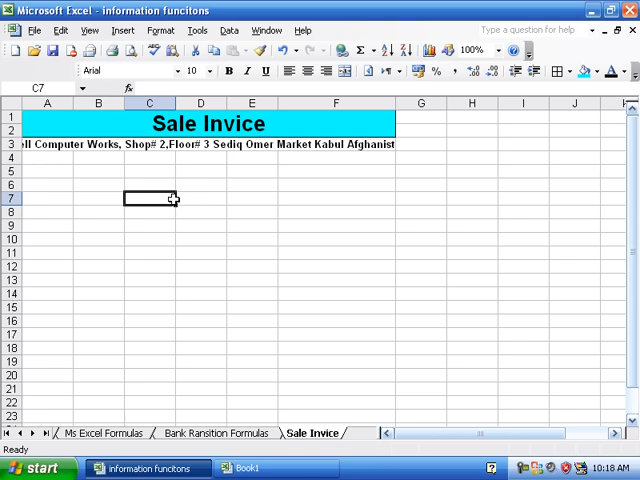 Microsoft Excel - information funcitons
File Edit View Insert Format Tools Data Window Help
Type a question for help
100%
Arial 10 B I U
C7 fx
A B C D E F G H I J K
1 Sale Invice
2
3 ell Computer Works, Shop# 2,Floor# 3 Sediq Omer Market Kabul Afghanist
4
5
6
7
8
9
10
11
12
13
14
15
16
17
18
19
20
21
22
23
Ms Excel Formulas Bank Ransition Formulas Sale Invice
Ready
start information funcitons Book1 10:18 AM